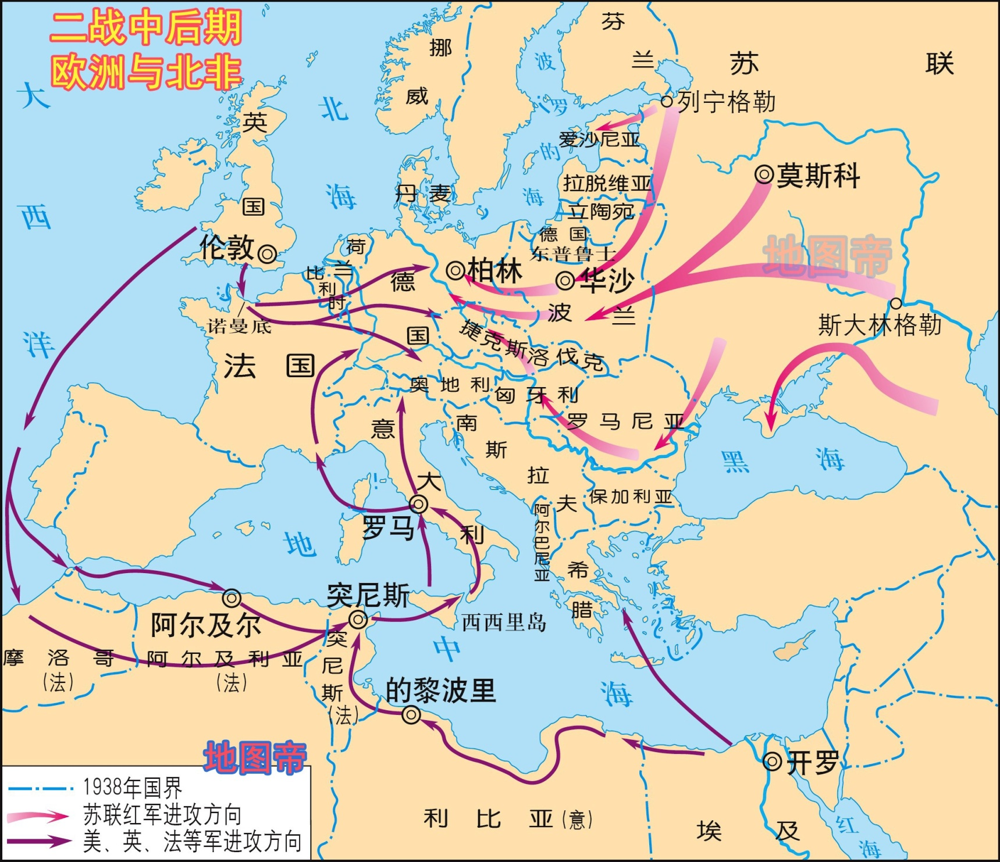 二战中后期
欧洲与北非
大西洋
北海
波罗的海
挪威
芬兰
苏联
列宁格勒
爱沙尼亚
拉脱维亚
立陶宛
德国
东普鲁士
莫斯科
地图帝
斯大林格勒
英国
伦敦
丹麦
荷兰
比利时
柏林
华沙
德国
波兰
诺曼底
法国
捷克斯洛伐克
奥地利
匈牙利
罗马尼亚
意大利
南斯拉夫
保加利亚
阿尔巴尼亚
希腊
黑海
罗马
地中海
突尼斯
西西里岛
阿尔及尔
摩洛哥
(法)
阿尔及利亚
(法)
突尼斯
(法)
的黎波里
开罗
利比亚(意)
埃及
红海
地图帝
1938年国界
苏联红军进攻方向
美、英、法等军进攻方向